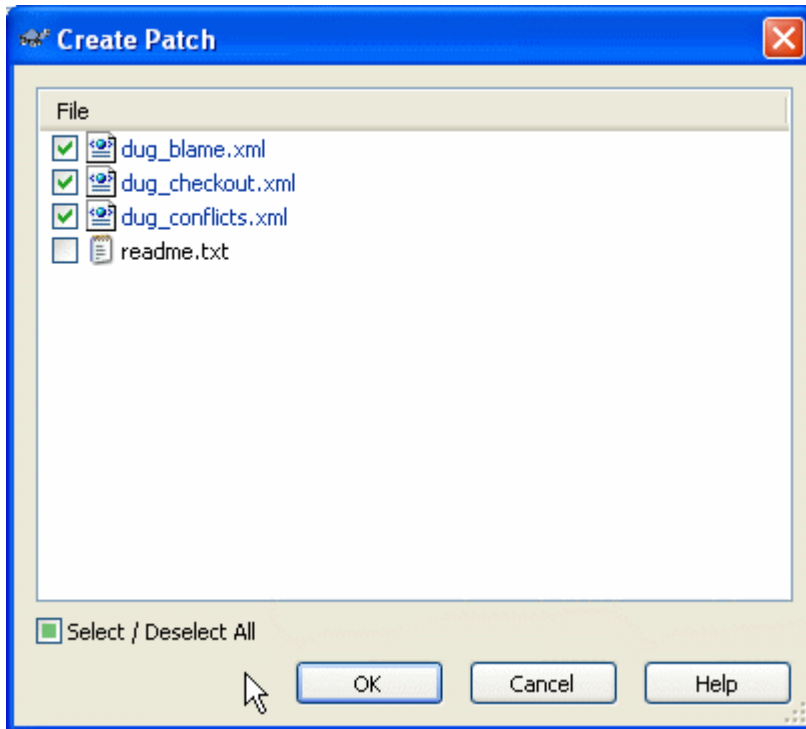 Create Patch
File
dug_blame.xml
dug_checkout.xml
dug_conflicts.xml
readme.txt
Select / Deselect All
OK Cancel Help